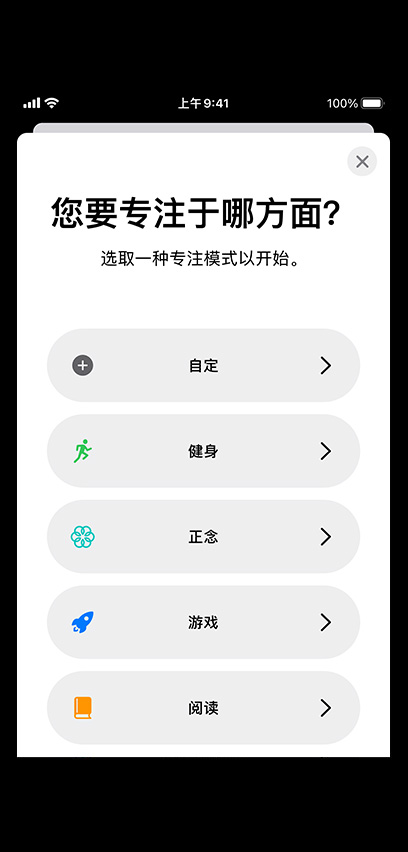 上午9:41
100%
您要专注于哪方面？
选取一种专注模式以开始。
自定
健身
正念
游戏
阅读